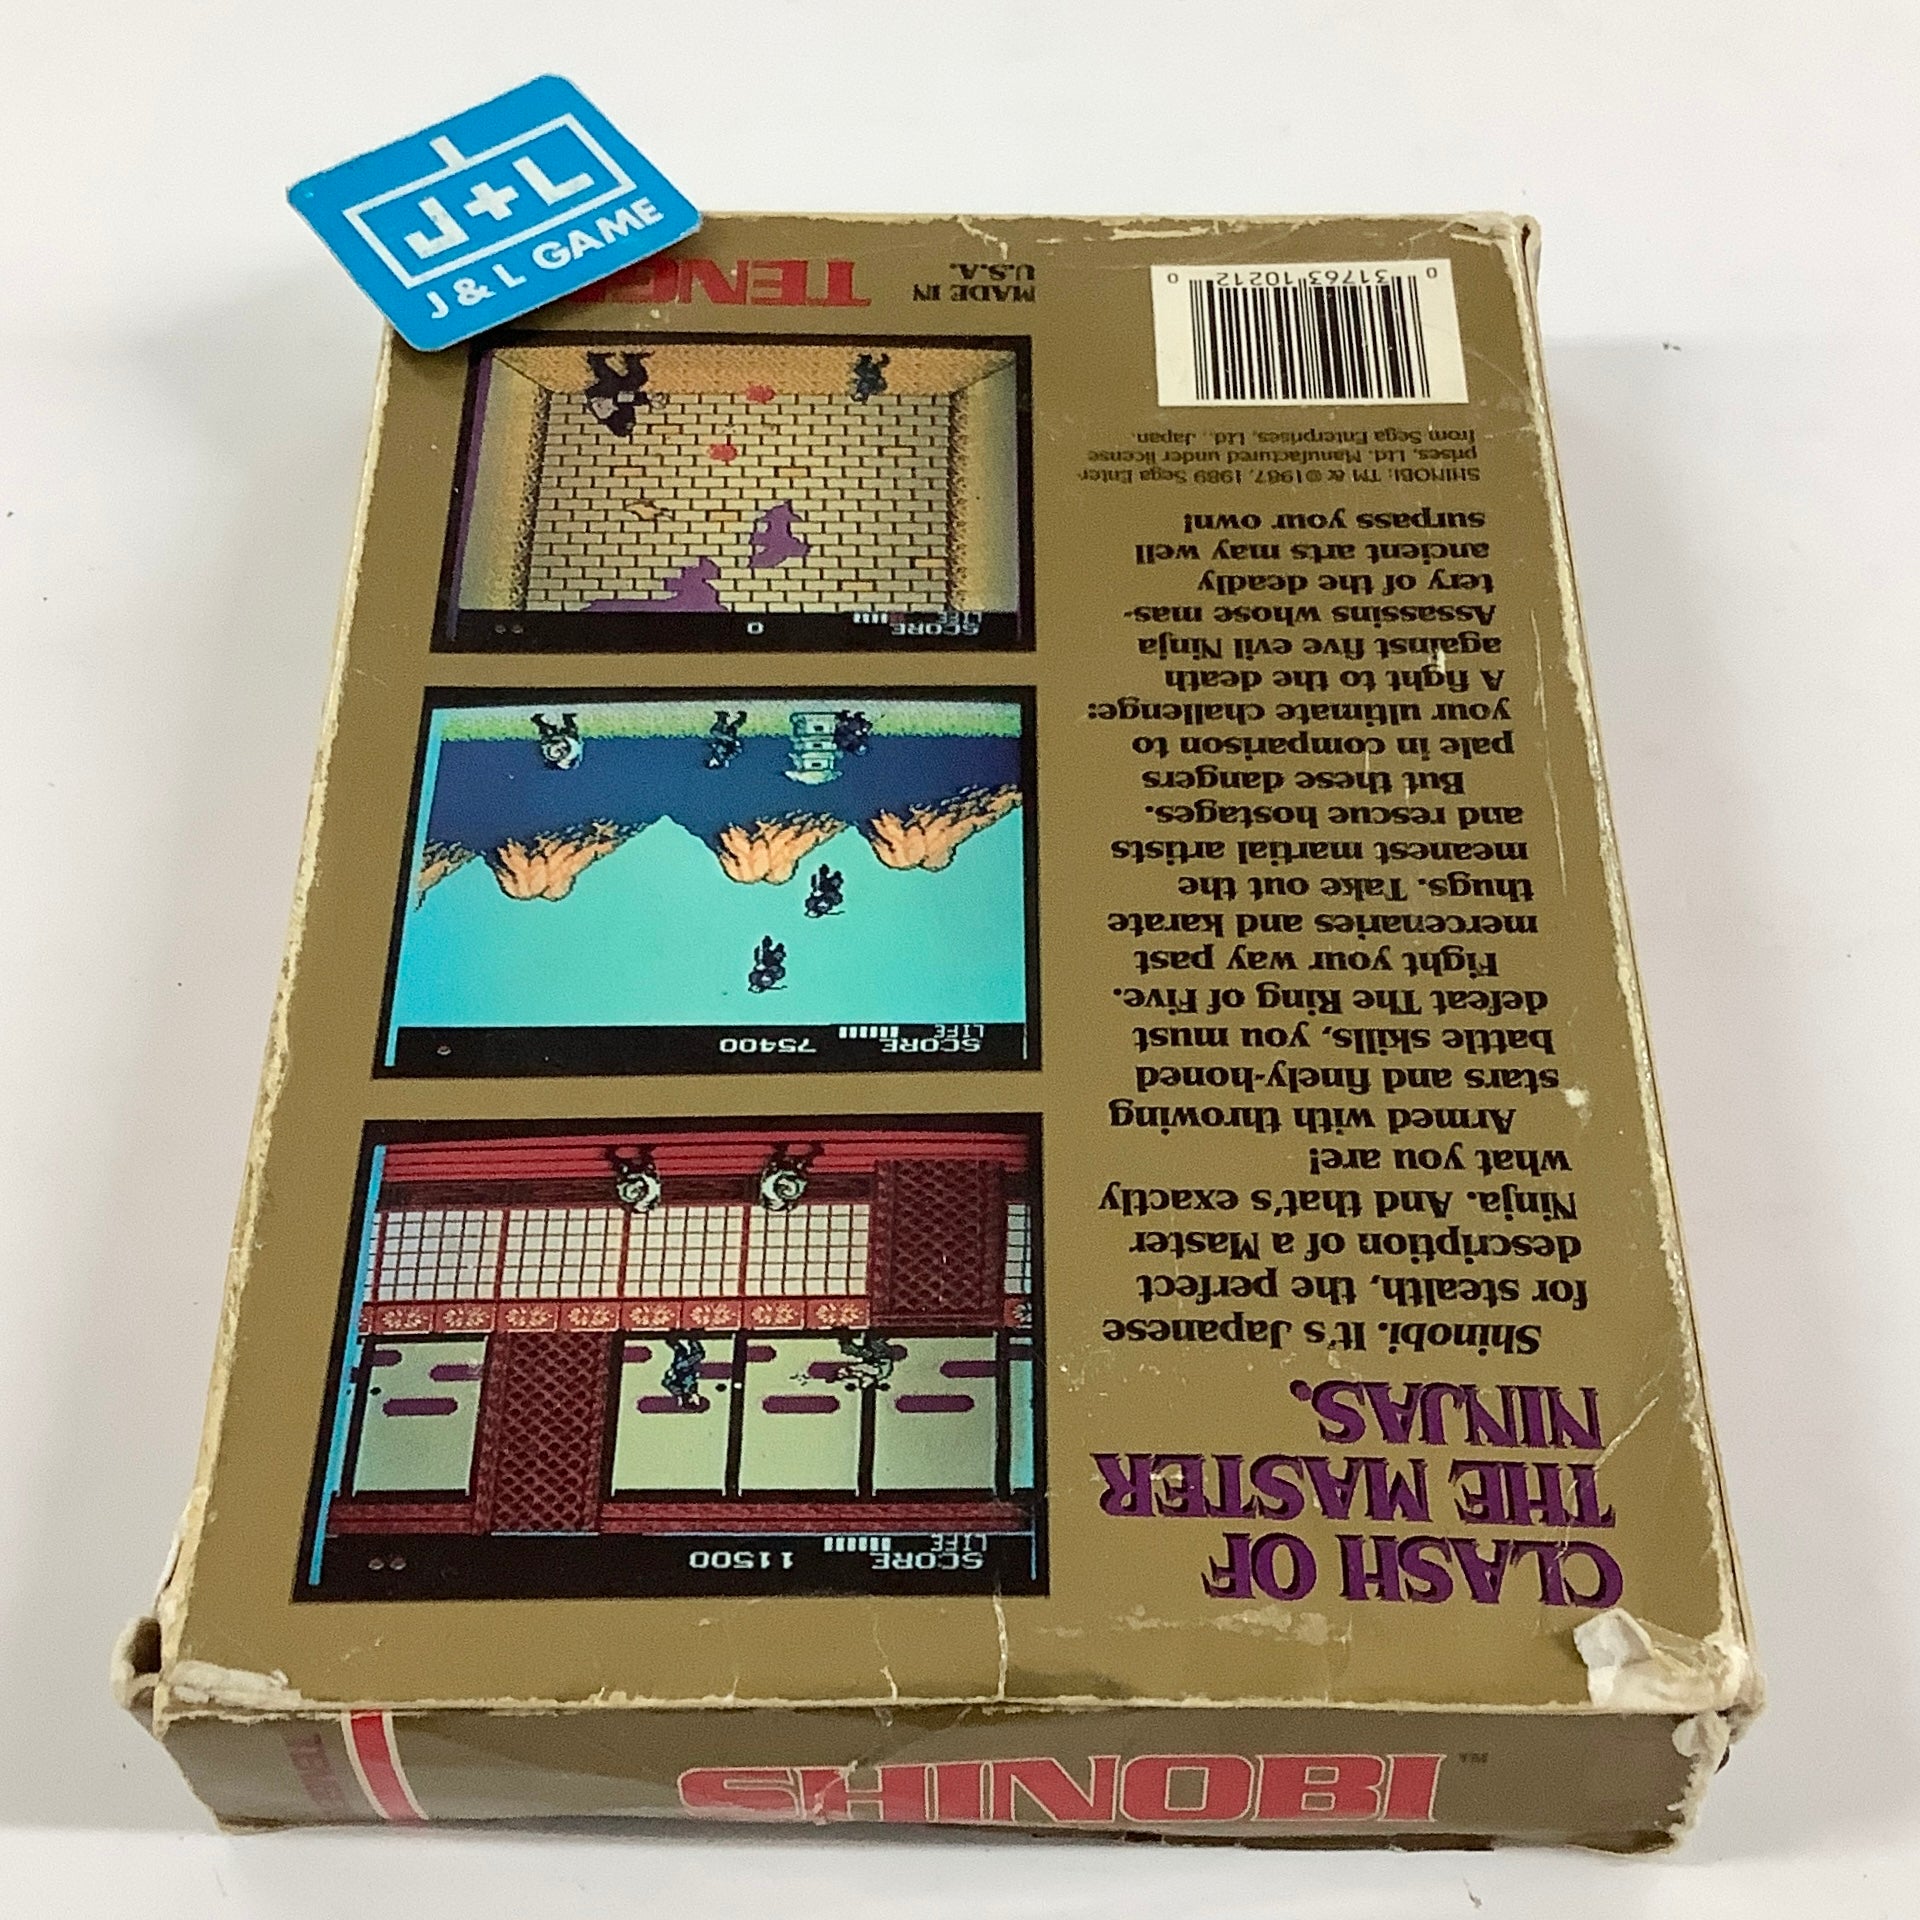 J+L
J & L GAME
SHINOBI
CLASH OF
THE MASTER
NINJAS.
Shinobi. It's Japanese
for stealth, the perfect
description of a Master
Ninja. And that's exactly
what you are!
Armed with throwing
stars and finely-honed
battle skills, you must
defeat The Ring of Five.
Fight your way past
mercenaries and karate
thugs. Take out the
meanest martial artists
and rescue hostages.
But these dangers
pale in comparison to
your ultimate challenge:
A fight to the death
against five evil Ninja
Assassins whose mas-
tery of the deadly
ancient arts may well
surpass your own!
SHINOBI; TM & ©1987, 1989 Sega Enter-
prises, Ltd. Manufactured under license
from Sega Enterprises, Ltd., Japan.
0 31763 10212 0
SCORE 11500
LIFE
SCORE 75400
LIFE
SCORE 0
LIFE
MADE IN
U.S.A.
TENG
TENGEN